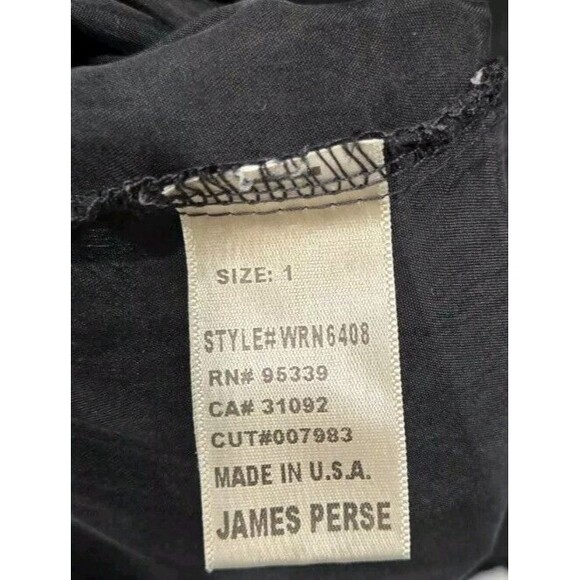 SIZE: 1
STYLE# WRN6408
RN# 95339
CA# 31092
CUT#007983
MADE IN U.S.A.
JAMES PERSE